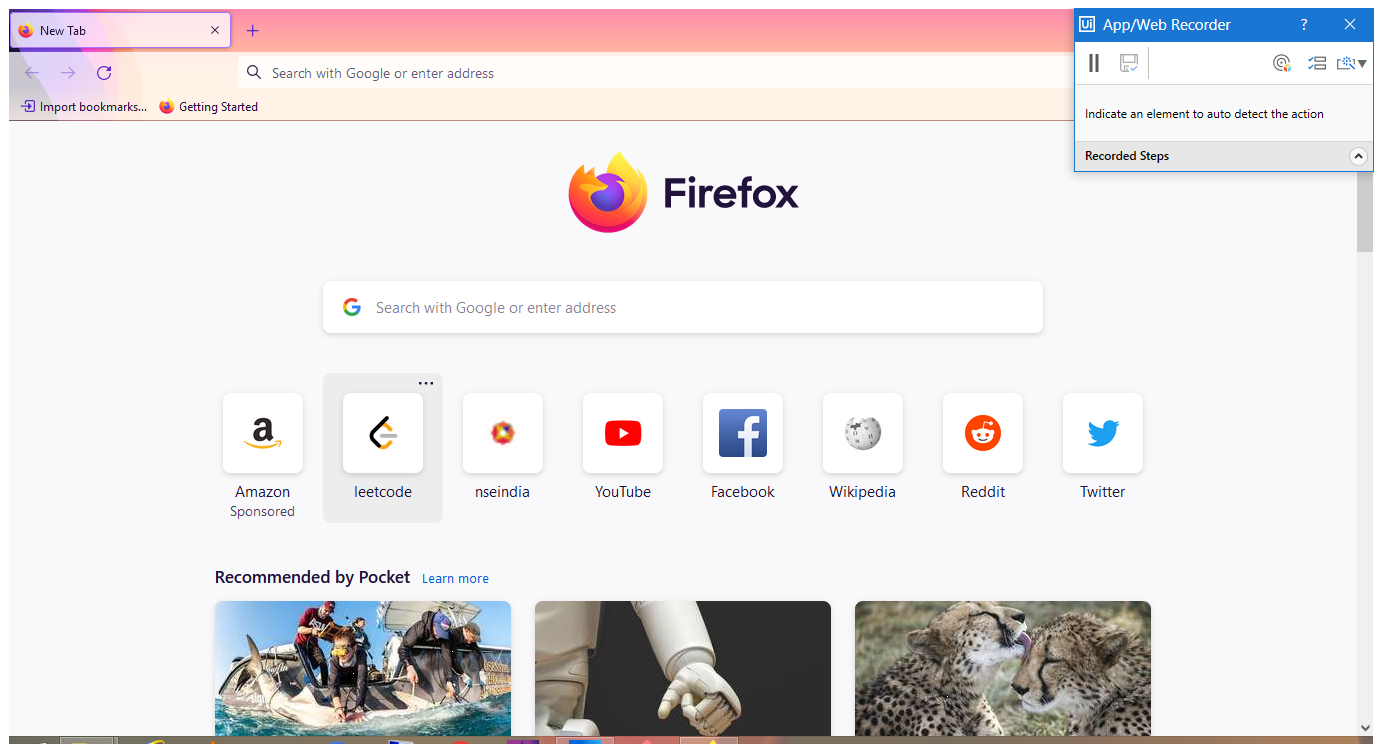 New Tab
Ui App/Web Recorder ?
Search with Google or enter address
Import bookmarks... Getting Started
Indicate an element to auto detect the action
Recorded Steps
Firefox
Search with Google or enter address
Amazon leetcode nseindia YouTube Facebook Wikipedia Reddit Twitter
Sponsored
Recommended by Pocket Learn more